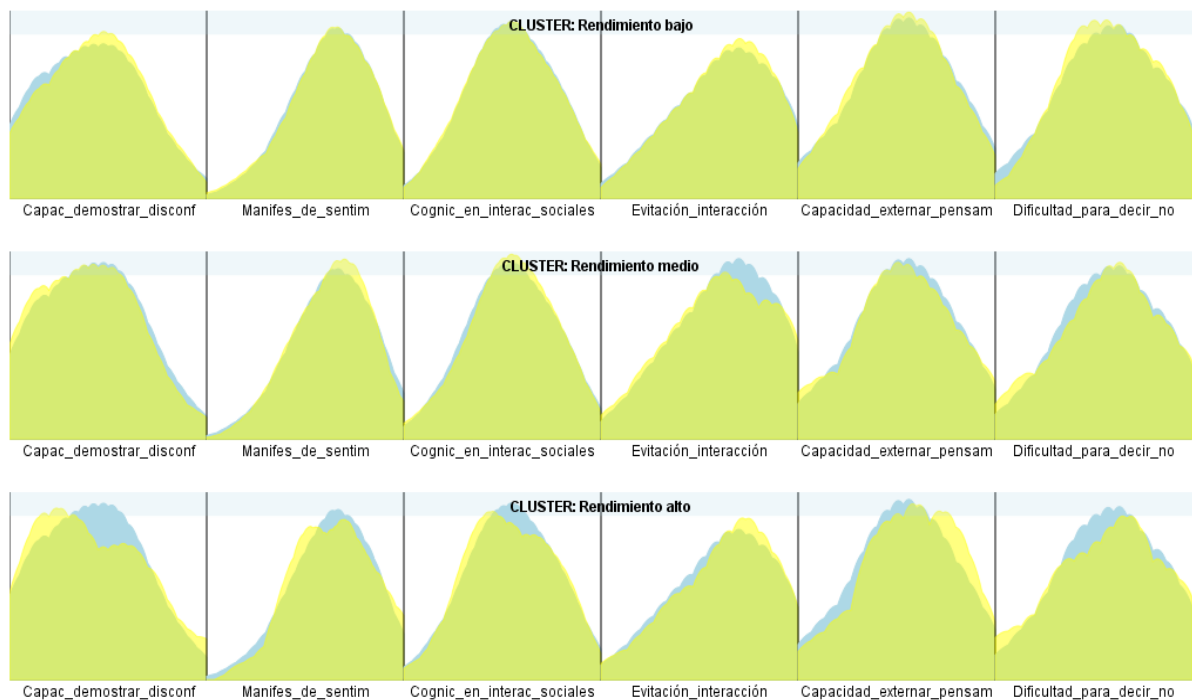 CLUSTER: Rendimiento bajo
Capac_demostrar_disconf Manifes_de_sentim Cognic_en_interac_sociales Evitación_interacción Capacidad_externar_pensam Dificultad_para_decir_no
CLUSTER: Rendimiento medio
Capac_demostrar_disconf Manifes_de_sentim Cognic_en_interac_sociales Evitación_interacción Capacidad_externar_pensam Dificultad_para_decir_no
CLUSTER: Rendimiento alto
Capac_demostrar_disconf Manifes_de_sentim Cognic_en_interac_sociales Evitación_interacción Capacidad_externar_pensam Dificultad_para_decir_no